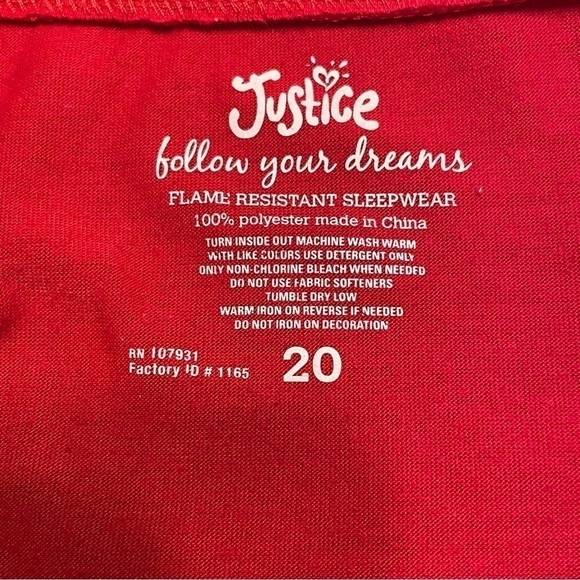 Justice
follow your dreams
FLAME RESISTANT SLEEPWEAR
100% polyester made in China
TURN INSIDE OUT MACHINE WASH WARM
WITH LIKE COLORS USE DETERGENT ONLY
ONLY NON-CHLORINE BLEACH WHEN NEEDED
DO NOT USE FABRIC SOFTENERS
TUMBLE DRY LOW
WARM IRON ON REVERSE IF NEEDED
DO NOT IRON ON DECORATION
RN 107931
Factory ID # 1165
20